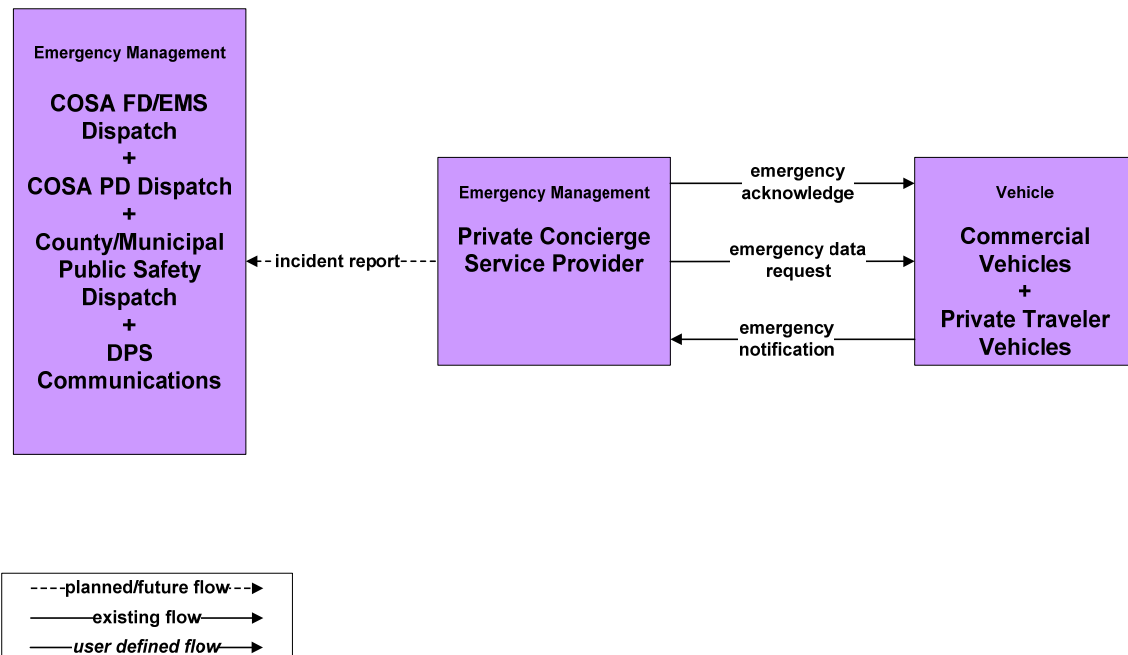 Emergency Management
COSA FD/EMS
Dispatch
+
COSA PD Dispatch
+
County/Municipal
Public Safety
Dispatch
+
DPS
Communications
incident report
Emergency Management
Private Concierge
Service Provider
emergency
acknowledge
emergency data
request
emergency
notification
Vehicle
Commercial
Vehicles
+
Private Traveler
Vehicles
planned/future flow
existing flow
user defined flow